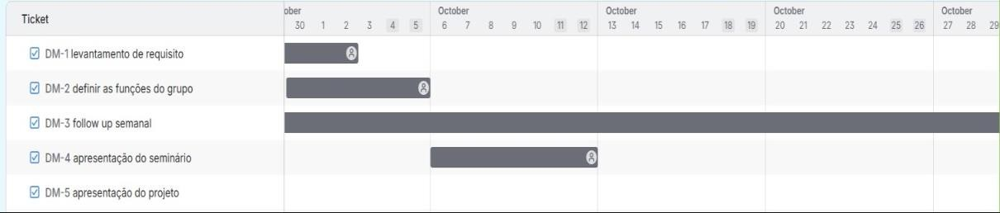 Ticket
ober October October October October
30 1 2 3 4 5 6 7 8 9 10 11 12 13 14 15 16 17 18 19 20 21 22 23 24 25 26 27 28 29
DM-1 levantamento de requisito
DM-2 definir as funções do grupo
DM-3 follow up semanal
DM-4 apresentação do seminário
DM-5 apresentação do projeto